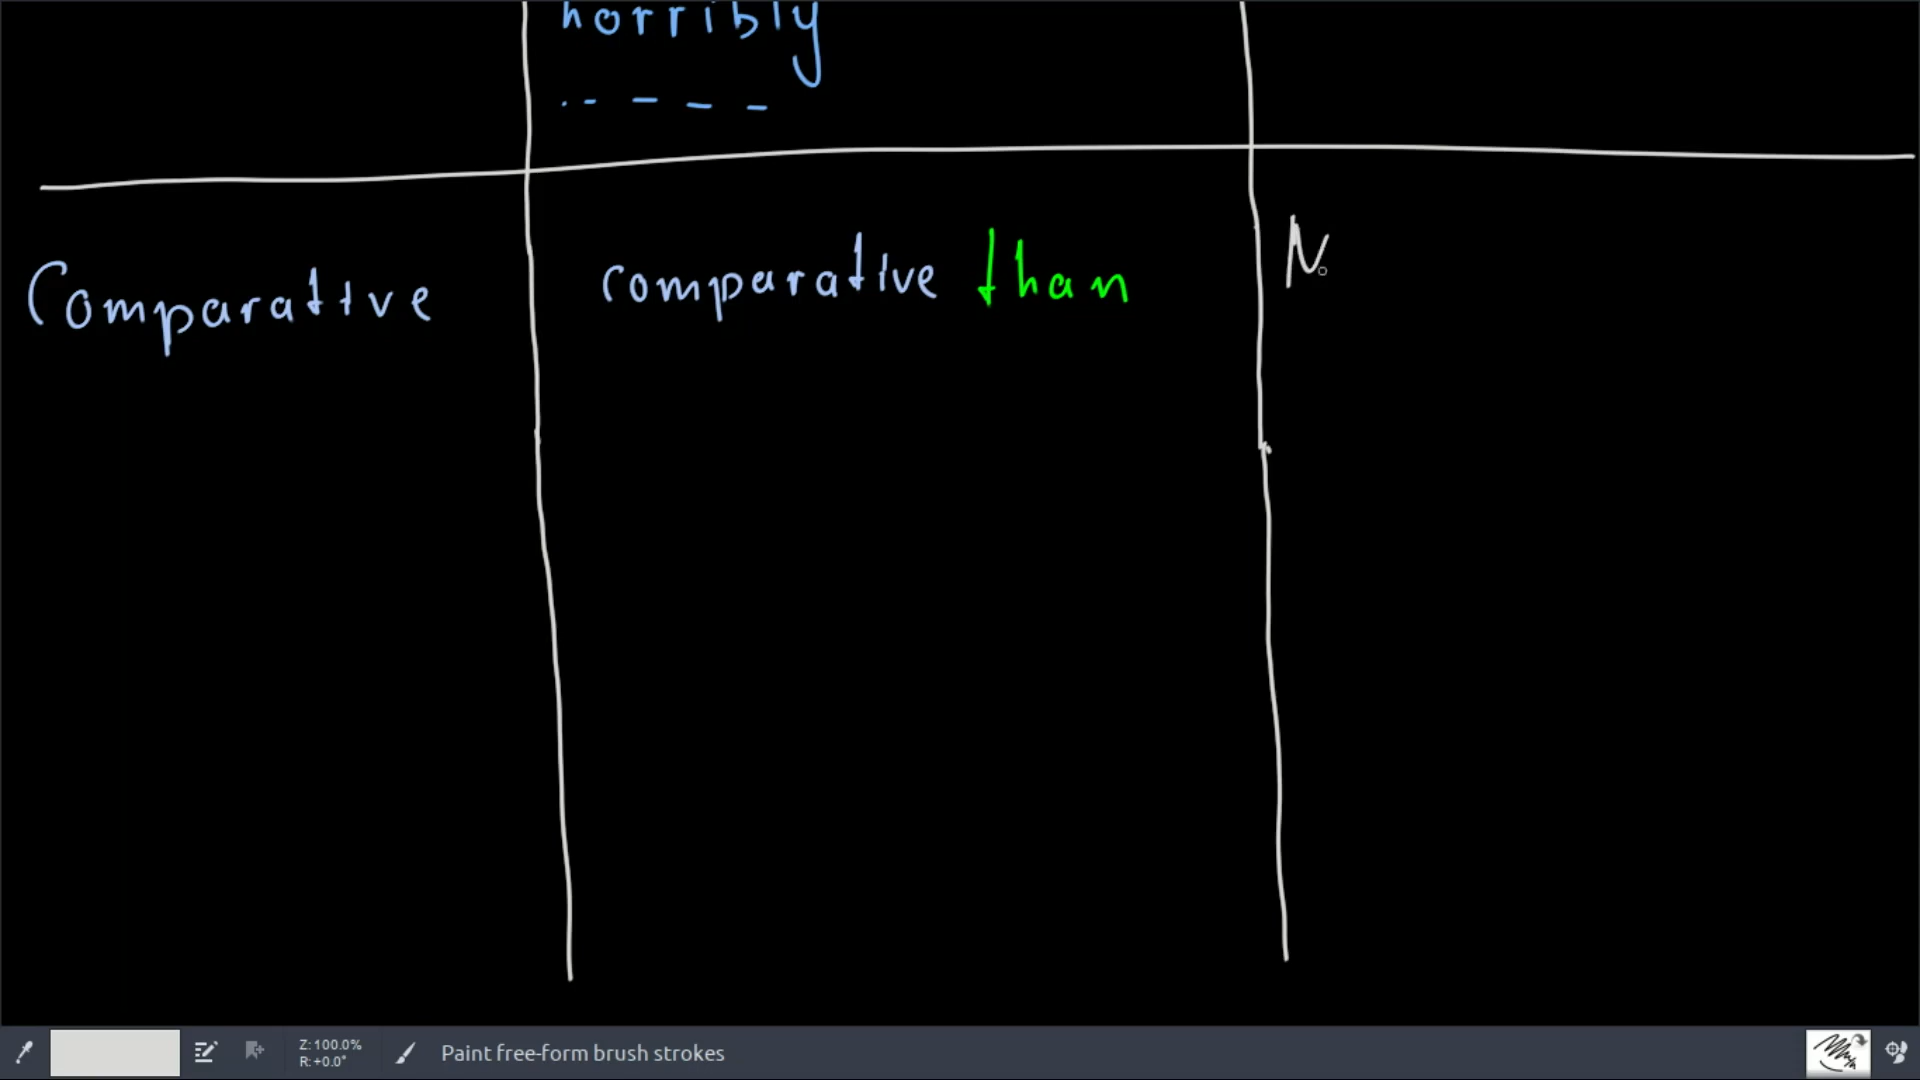 horribly
Comparative
comparative than
N
Z:100.0%
R:+0.0°
Paint free-form brush strokes